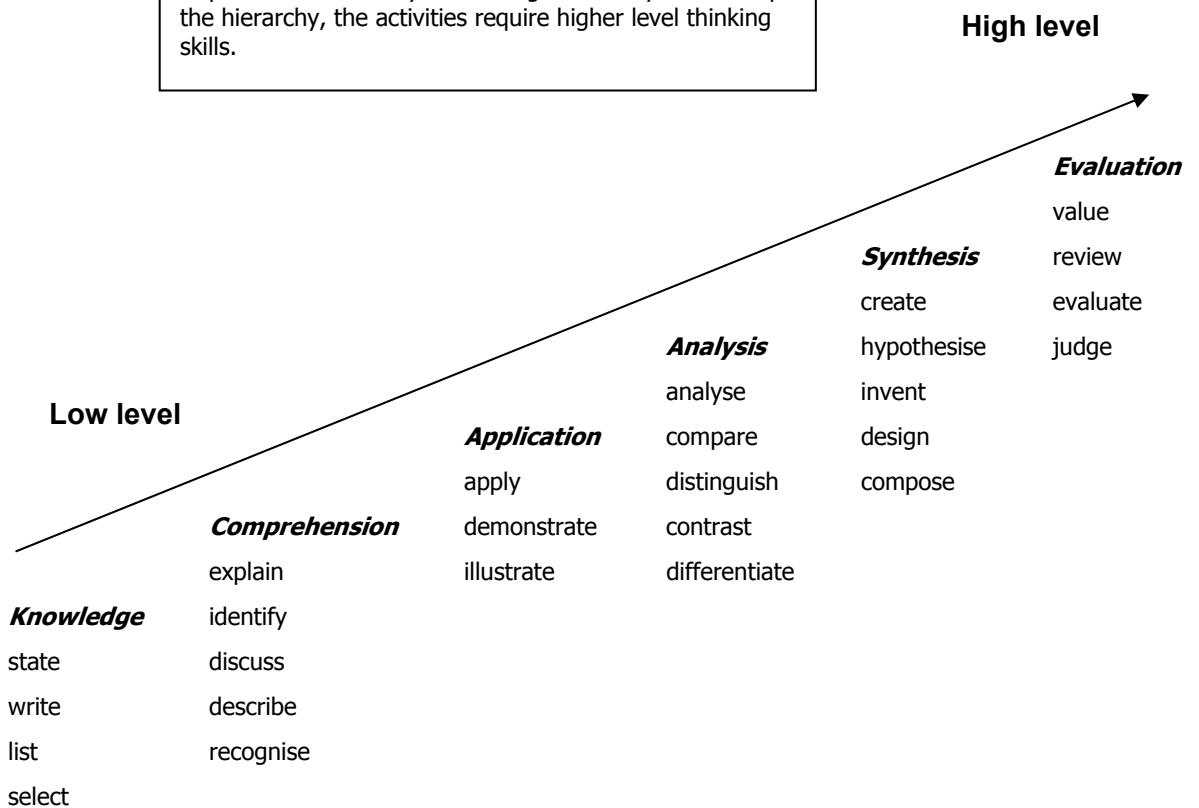 the hierarchy, the activities require higher level thinking
skills.
High level
Low level
Knowledge
state
write
list
select
Comprehension
explain
identify
discuss
describe
recognise
Application
apply
demonstrate
illustrate
Analysis
analyse
compare
distinguish
contrast
differentiate
Synthesis
create
hypothesise
invent
design
compose
Evaluation
value
review
evaluate
judge